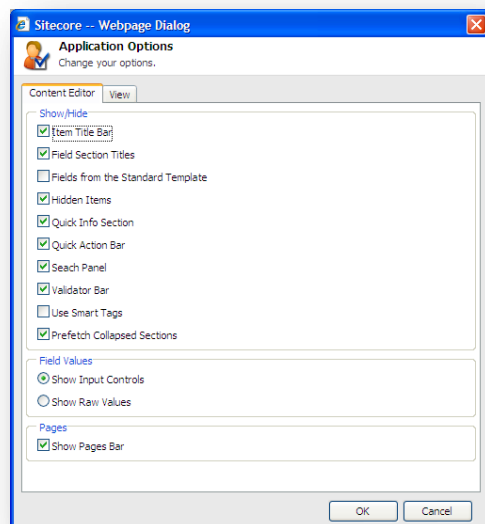 Sitecore -- Webpage Dialog
Application Options
Change your options.
Content Editor View
Show/Hide
Item Title Bar
Field Section Titles
Fields from the Standard Template
Hidden Items
Quick Info Section
Quick Action Bar
Seach Panel
Validator Bar
Use Smart Tags
Prefetch Collapsed Sections
Field Values
Show Input Controls
Show Raw Values
Pages
Show Pages Bar
OK Cancel